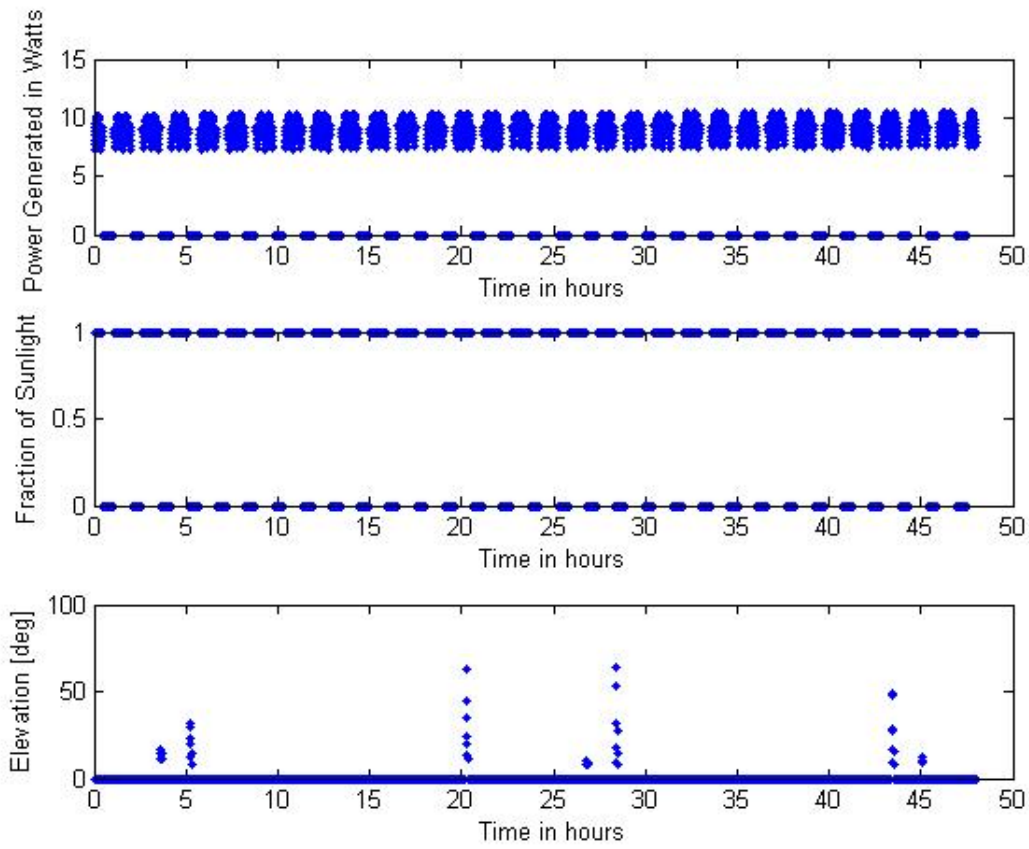 Power Generated in Watts
15
10
5
0
0 5 10 15 20 25 30 35 40 45 50
Time in hours
Fraction of Sunlight
1
0.5
0
0 5 10 15 20 25 30 35 40 45 50
Time in hours
Elevation [deg]
100
50
0
0 5 10 15 20 25 30 35 40 45 50
Time in hours